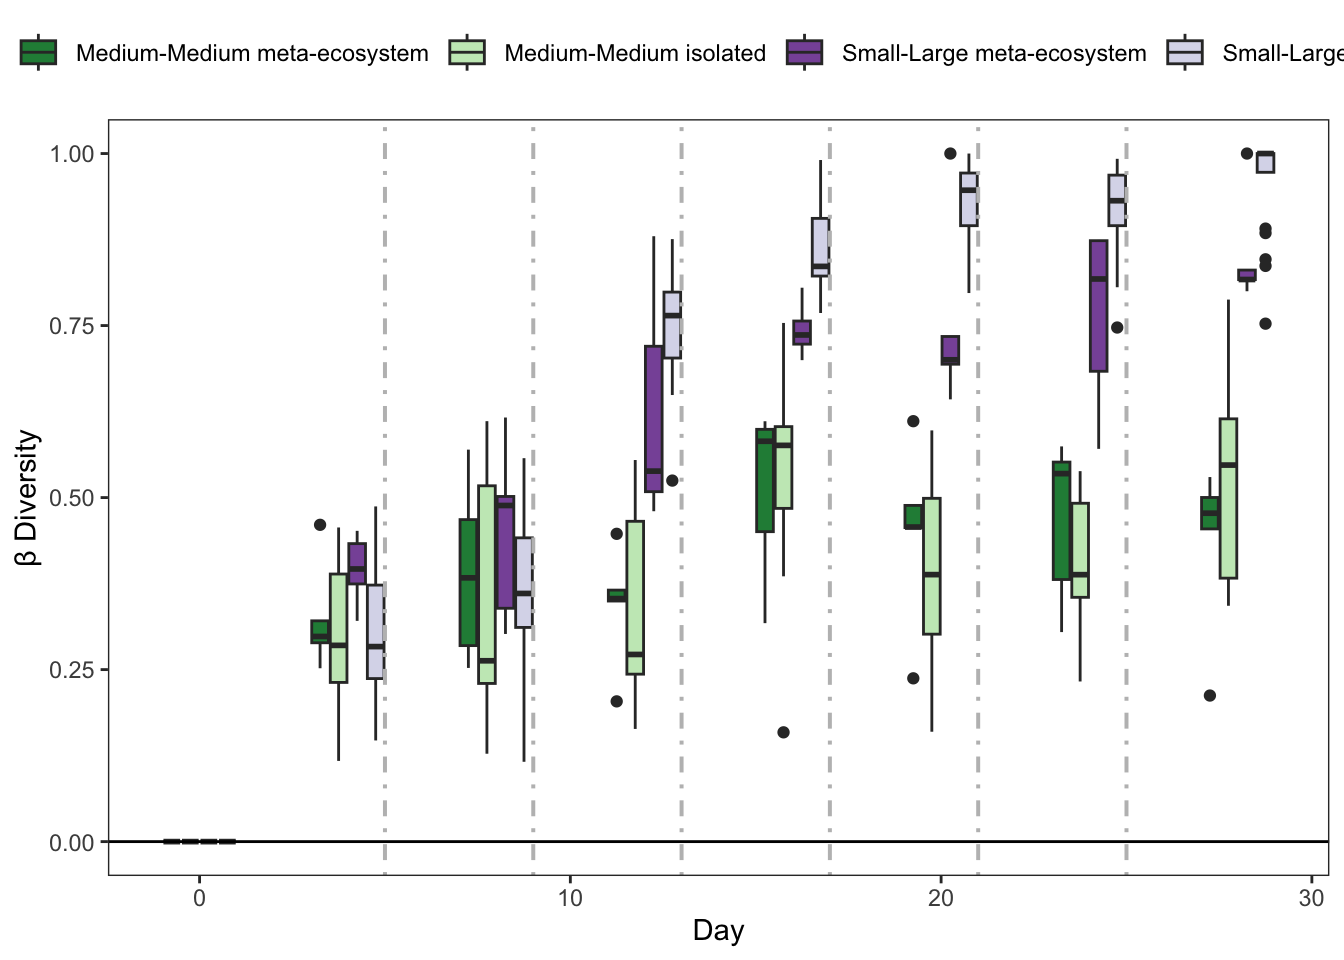 Medium-Medium meta-ecosystem Medium-Medium isolated Small-Large meta-ecosystem Small-Large
1.00
0.75
0.50
0.25
0.00
β Diversity
0 10 20 30
Day